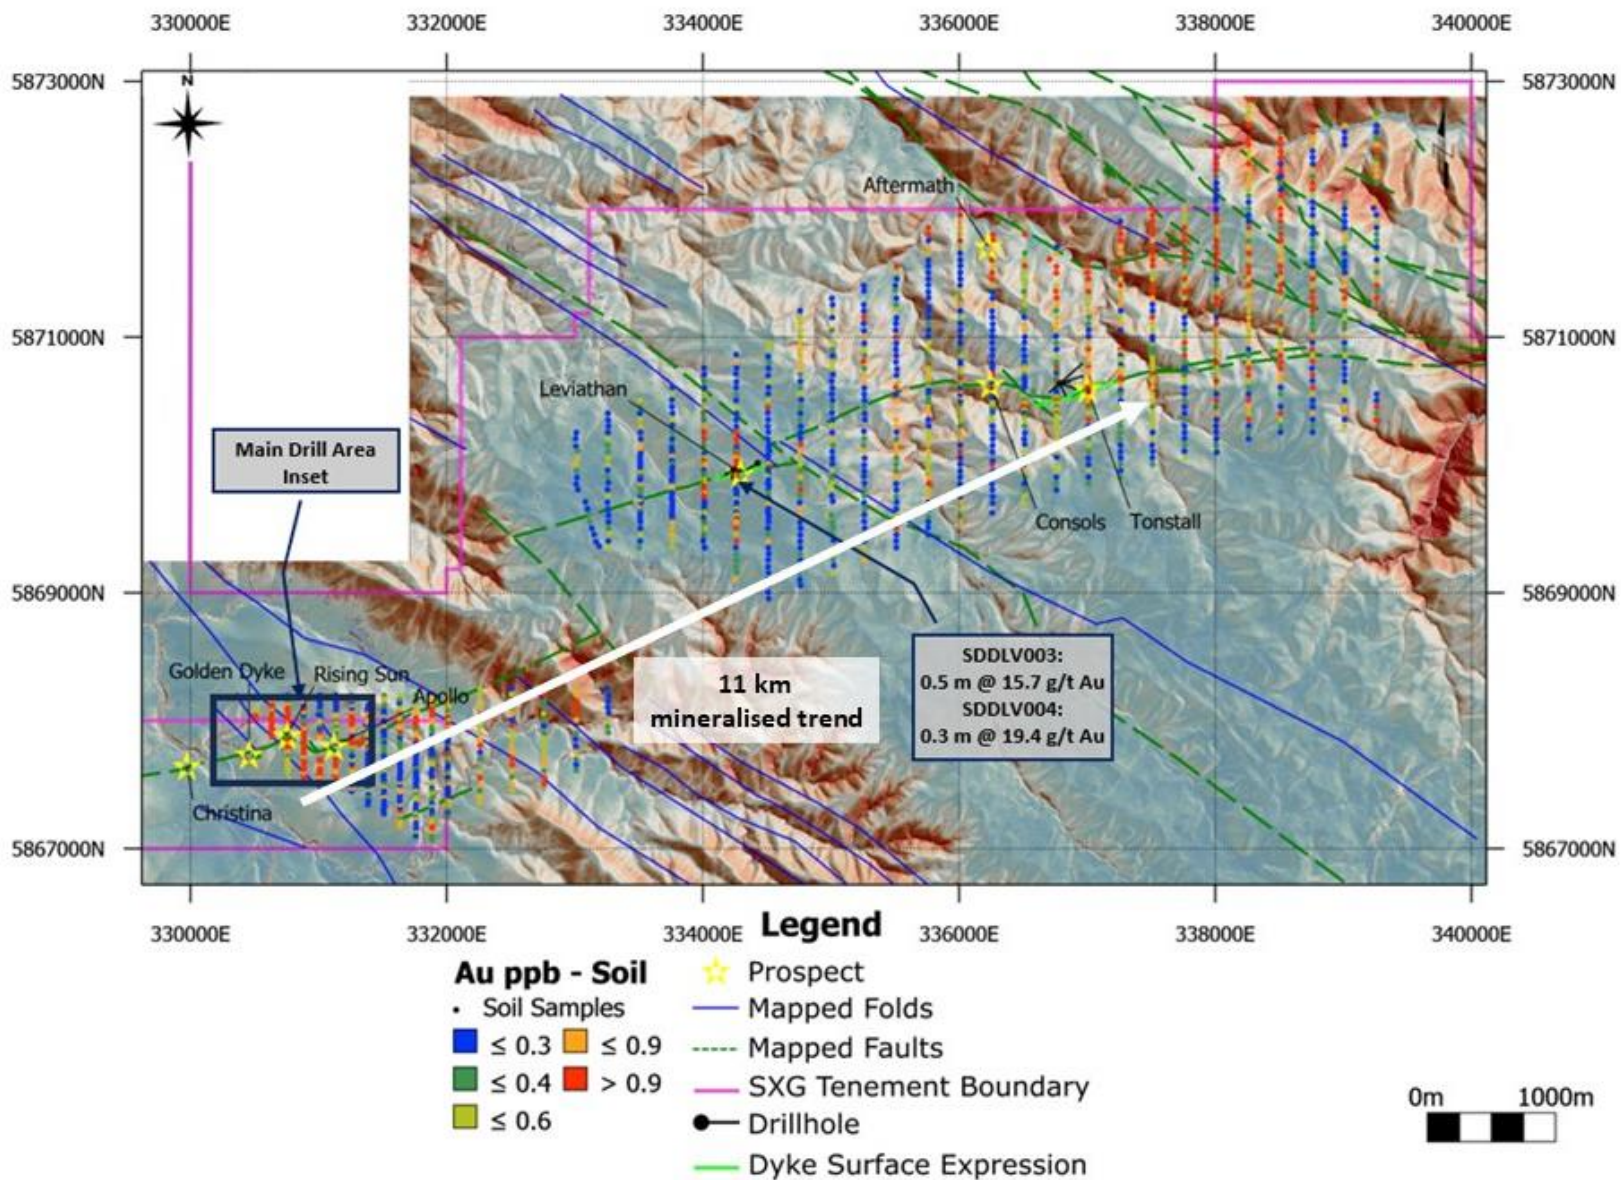 330000E 332000E 334000E 336000E 338000E 340000E
5873000N
N
5873000N
Aftermath
5871000N
5871000N
Leviathan
Main Drill Area
Inset
Consols
Tonstall
5869000N
5869000N
SDDLV003:
0.5 m @ 15.7 g/t Au
SDDLV004:
0.3 m @ 19.4 g/t Au
11 km
mineralised trend
Golden Dyke
Rising Sun
Apollo
Christina
5867000N
5867000N
330000E 332000E 334000E 336000E 338000E 340000E
Legend
Au ppb - Soil
Soil Samples
≤ 0.3
≤ 0.9
≤ 0.4
> 0.9
≤ 0.6
Prospect
Mapped Folds
Mapped Faults
SXG Tenement Boundary
Drillhole
Dyke Surface Expression
0m 1000m